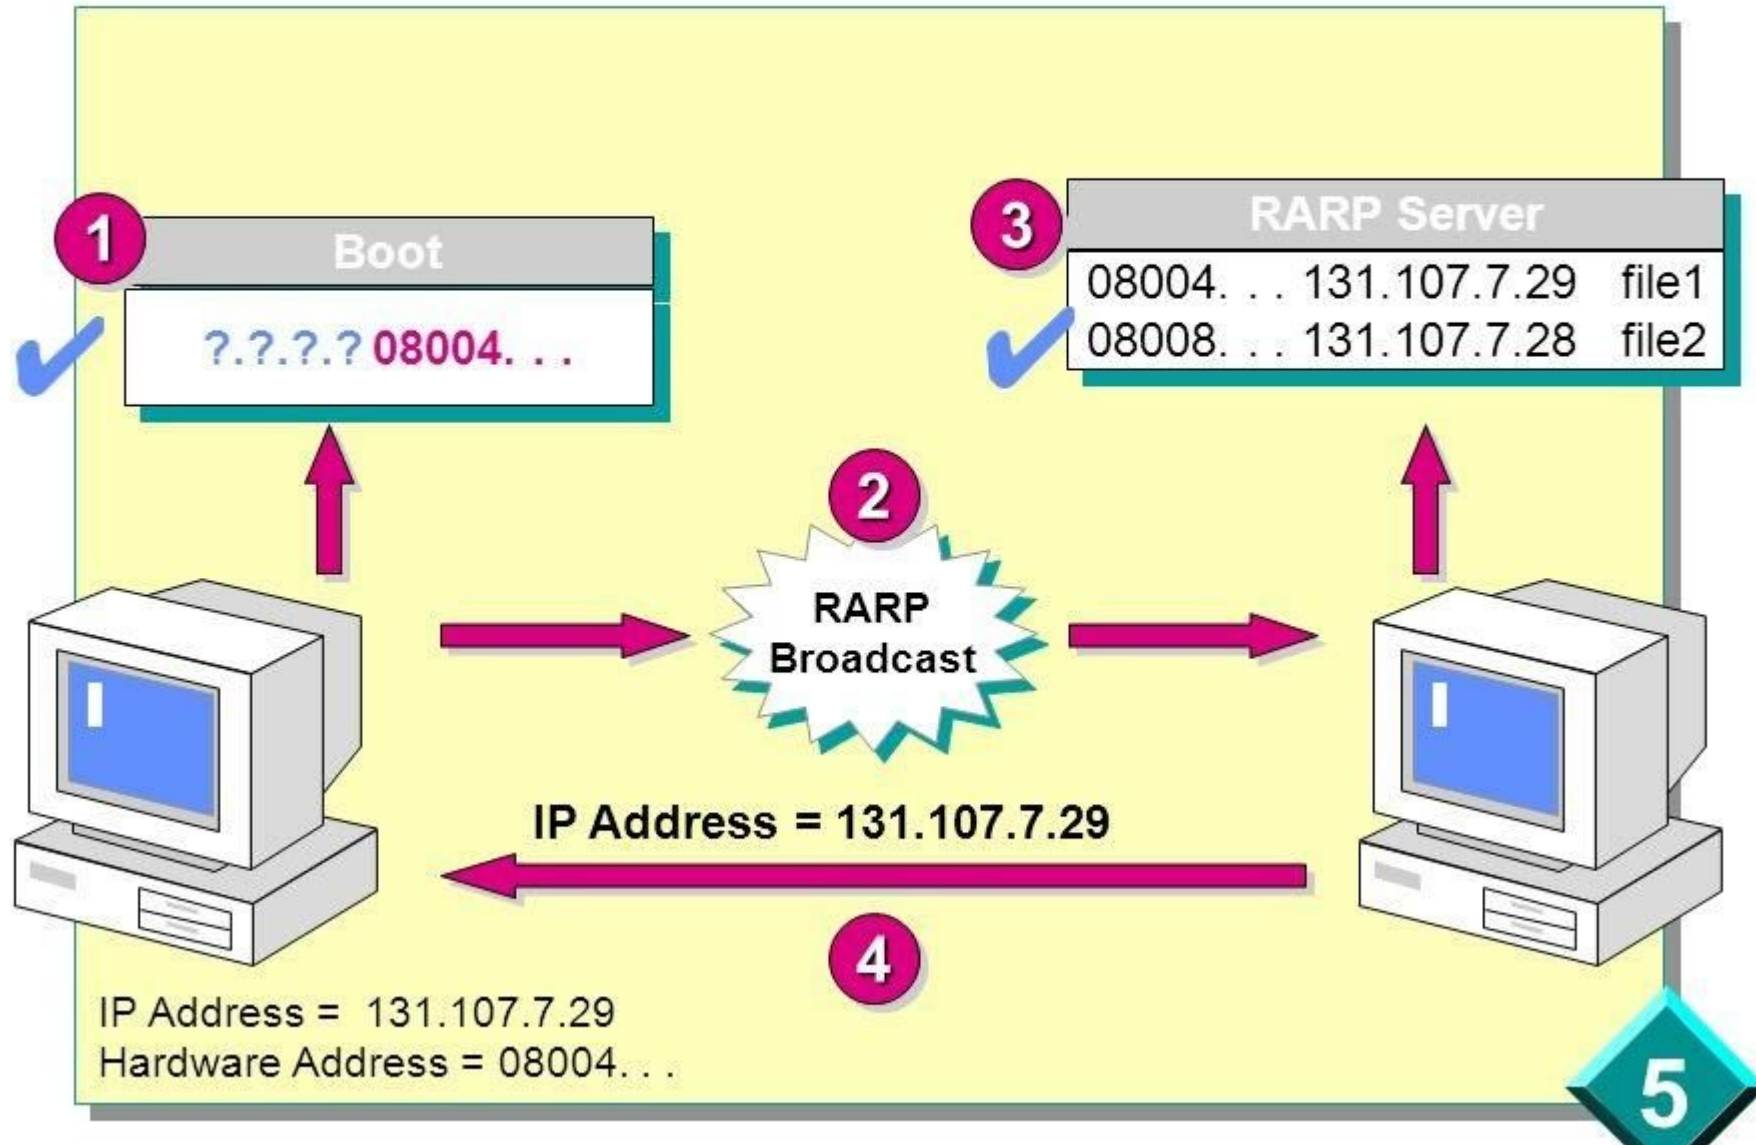 1
Boot
?.?.?.? 08004. . .
3
RARP Server
08004. . . 131.107.7.29 file1
08008. . . 131.107.7.28 file2
2
RARP
Broadcast
IP Address = 131.107.7.29
4
IP Address = 131.107.7.29
Hardware Address = 08004. . .
5